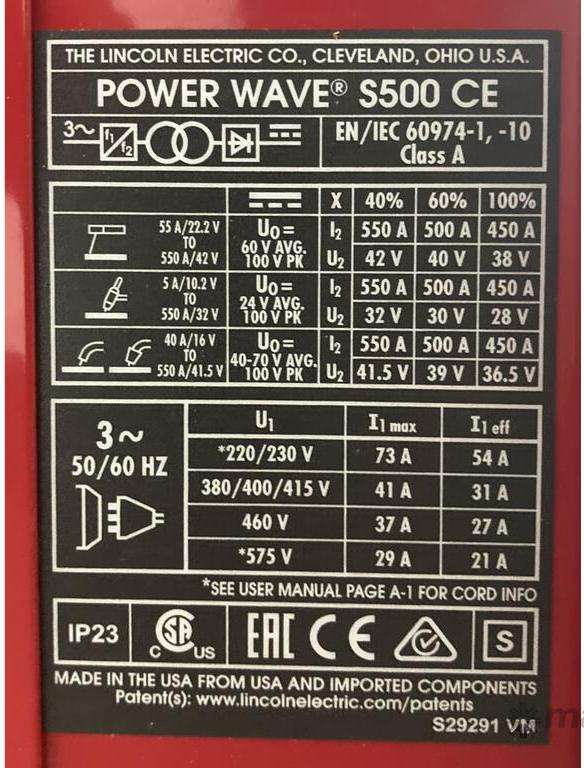 THE LINCOLN ELECTRIC CO., CLEVELAND, OHIO U.S.A.
POWER WAVE® S500 CE
3~ f1 f2
EN/IEC 60974-1, -10
Class A
X 40% 60% 100%
55 A/22.2 V
TO
550 A/42 V
U0=
60 V AVG.
100 V PK
I2 550 A 500 A 450 A
U2 42 V 40 V 38 V
5 A/10.2 V
TO
550 A/32 V
U0=
24 V AVG.
100 V PK
I2 550 A 500 A 450 A
U2 32 V 30 V 28 V
40 A/16 V
TO
550 A/41.5 V
U0=
40-70 V AVG.
100 V PK
I2 550 A 500 A 450 A
U2 41.5 V 39 V 36.5 V
3~
50/60 HZ
U1 I1 max I1 eff
*220/230 V 73 A 54 A
380/400/415 V 41 A 31 A
460 V 37 A 27 A
*575 V 29 A 21 A
*SEE USER MANUAL PAGE A-1 FOR CORD INFO
IP23 C SA C US EAC CE S
MADE IN THE USA FROM USA AND IMPORTED COMPONENTS
Patent(s): www.lincolnelectric.com/patents
S29291 VM